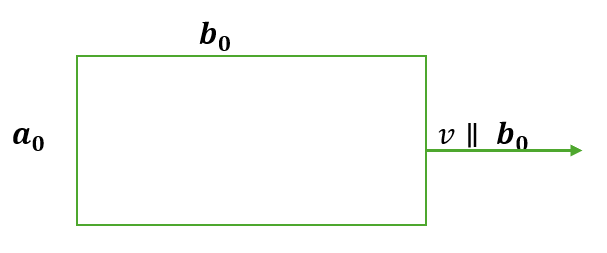 b₀
a₀
v ∥ b₀